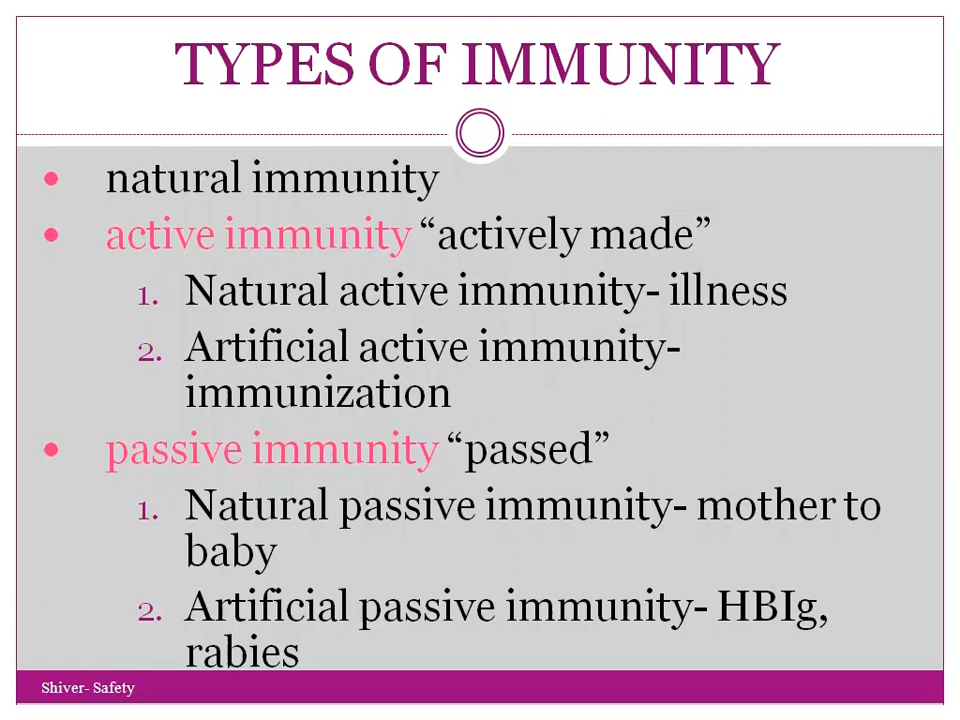 TYPES OF IMMUNITY
• natural immunity
• active immunity “actively made”
1. Natural active immunity- illness
2. Artificial active immunity-
immunization
• passive immunity “passed”
1. Natural passive immunity- mother to
baby
2. Artificial passive immunity- HBIg,
rabies
Shiver- Safety